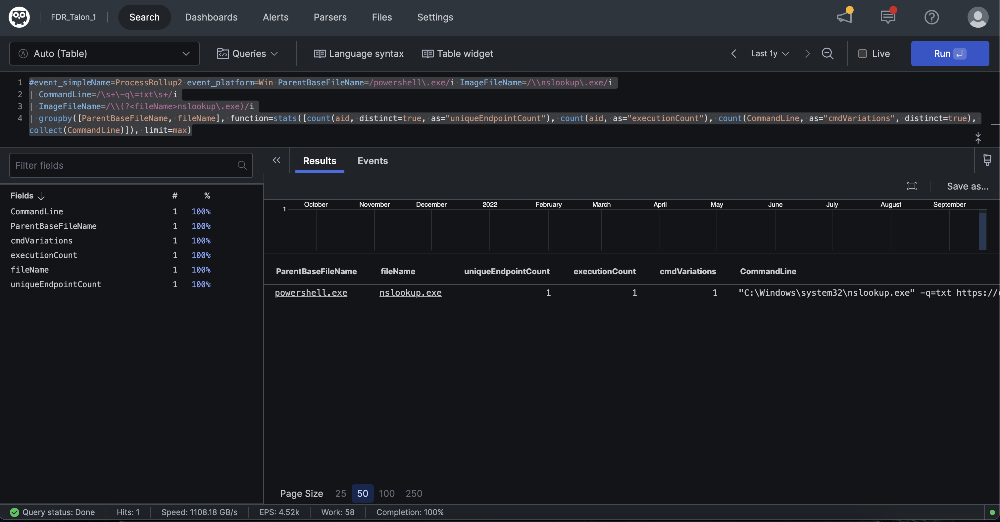 FDR_Talon_1
Search
Dashboards
Alerts
Parsers
Files
Settings
Auto (Table)
Queries
Language syntax
Table widget
Last 1y
Live
Run
1 #event_simpleName=ProcessRollup2 event_platform=Win ParentBaseFileName=/powershell\.exe/i ImageFileName=/\\nslookup\.exe/i
2 | CommandLine=/\s+\-q\=txt\s+/i
3 | ImageFileName=/\\(?<fileName>nslookup\.exe)/i
4 | groupby([ParentBaseFileName, fileName], function=stats([count(aid, distinct=true, as="uniqueEndpointCount"), count(aid, as="executionCount"), count(CommandLine, as="cmdVariations", distinct=true),
collect(CommandLine)]), limit=max)
Filter fields
Results
Events
Save as...
Fields # %
CommandLine 1 100%
ParentBaseFileName 1 100%
cmdVariations 1 100%
executionCount 1 100%
fileName 1 100%
uniqueEndpointCount 1 100%
October November December 2022 February March April May June July August September
1
ParentBaseFileName fileName uniqueEndpointCount executionCount cmdVariations CommandLine
powershell.exe nslookup.exe 1 1 1 "C:\Windows\system32\nslookup.exe" -q=txt https://
Page Size 25 50 100 250
Query status: Done
Hits: 1
Speed: 1108.18 GB/s
EPS: 4.52k
Work: 58
Completion: 100%